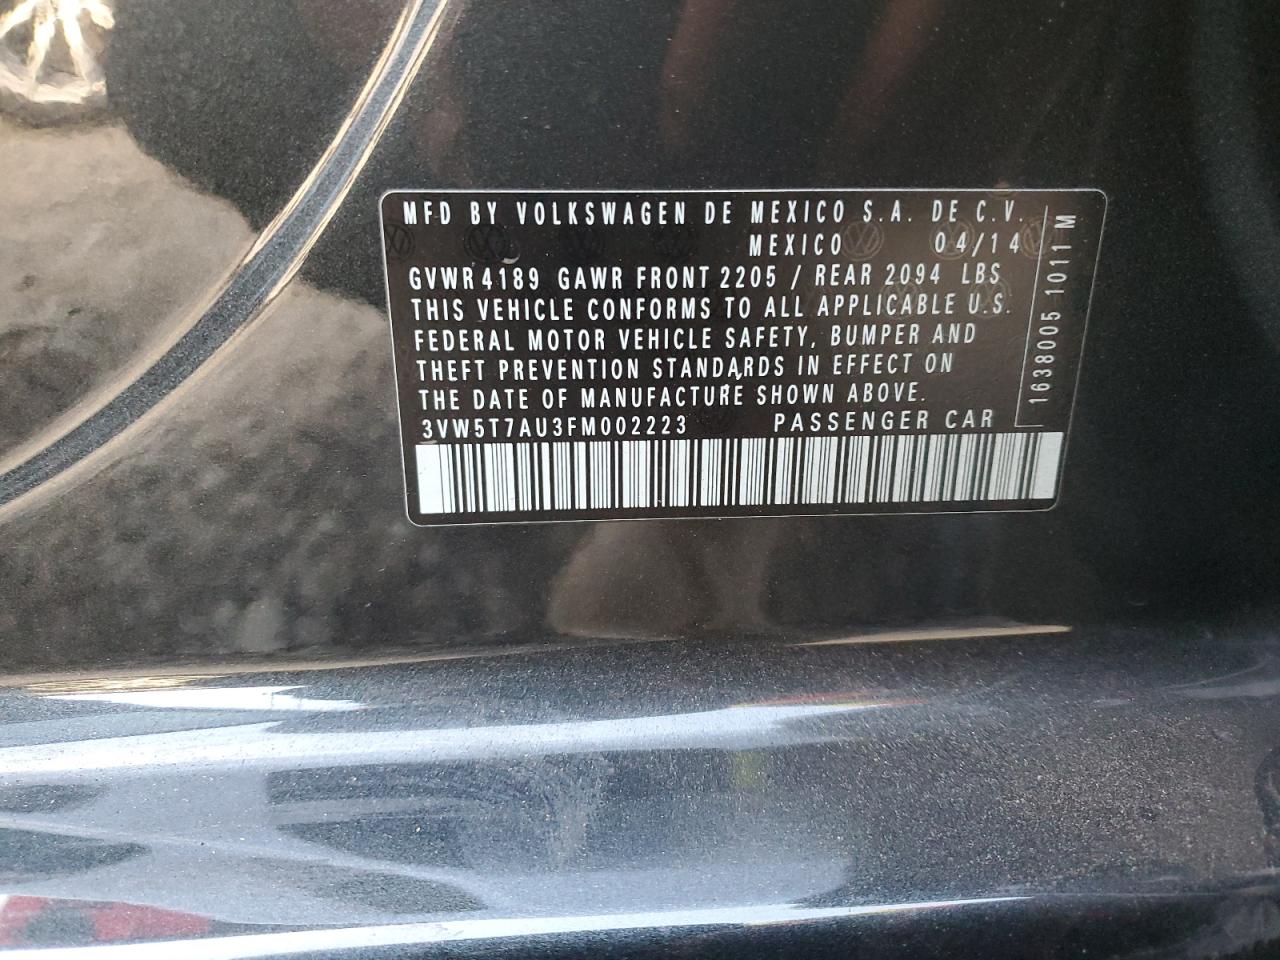 MFD BY VOLKSWAGEN DE MEXICO S.A. DE C.V.
MEXICO 04/14
GVWR 4189 GAWR FRONT 2205 / REAR 2094 LBS
THIS VEHICLE CONFORMS TO ALL APPLICABLE U.S.
FEDERAL MOTOR VEHICLE SAFETY, BUMPER AND
THEFT PREVENTION STANDARDS IN EFFECT ON
THE DATE OF MANUFACTURE SHOWN ABOVE.
3VW5T7AU3FM002223 PASSENGER CAR
1638005 1011 M